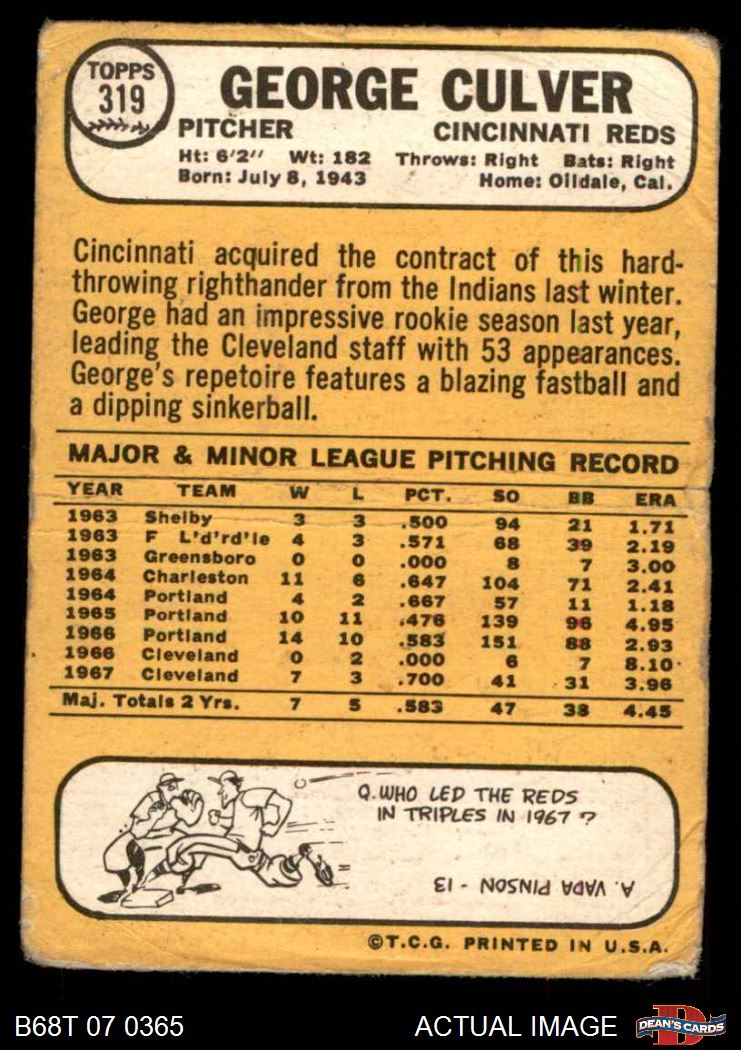 TOPPS
319
GEORGE CULVER
PITCHER CINCINNATI REDS
Ht: 6'2" Wt: 182 Throws: Right Bats: Right
Born: July 8, 1943 Home: Oildale, Cal.
Cincinnati acquired the contract of this hard-
throwing righthander from the Indians last winter.
George had an impressive rookie season last year,
leading the Cleveland staff with 53 appearances.
George's repetoire features a blazing fastball and
a dipping sinkerball.
MAJOR & MINOR LEAGUE PITCHING RECORD
YEAR TEAM W L PCT. SO BB ERA
1963 Shelby 3 3 .500 94 21 1.71
1963 F L'd'rd'le 4 3 .571 68 39 2.19
1963 Greensboro 0 0 .000 8 7 3.00
1964 Charleston 11 6 .647 104 71 2.41
1964 Portland 4 2 .667 57 11 1.18
1965 Portland 10 11 .476 139 96 4.95
1966 Portland 14 10 .583 151 88 2.93
1966 Cleveland 0 2 .000 6 7 8.10
1967 Cleveland 7 3 .700 41 31 3.96
Maj. Totals 2 Yrs. 7 5 .583 47 38 4.45
Q. WHO LED THE REDS
IN TRIPLES IN 1967?
A. VADA PINSON - 13
©T.C.G. PRINTED IN U.S.A.
B68T 07 0365 ACTUAL IMAGE DEAN'S CARDS